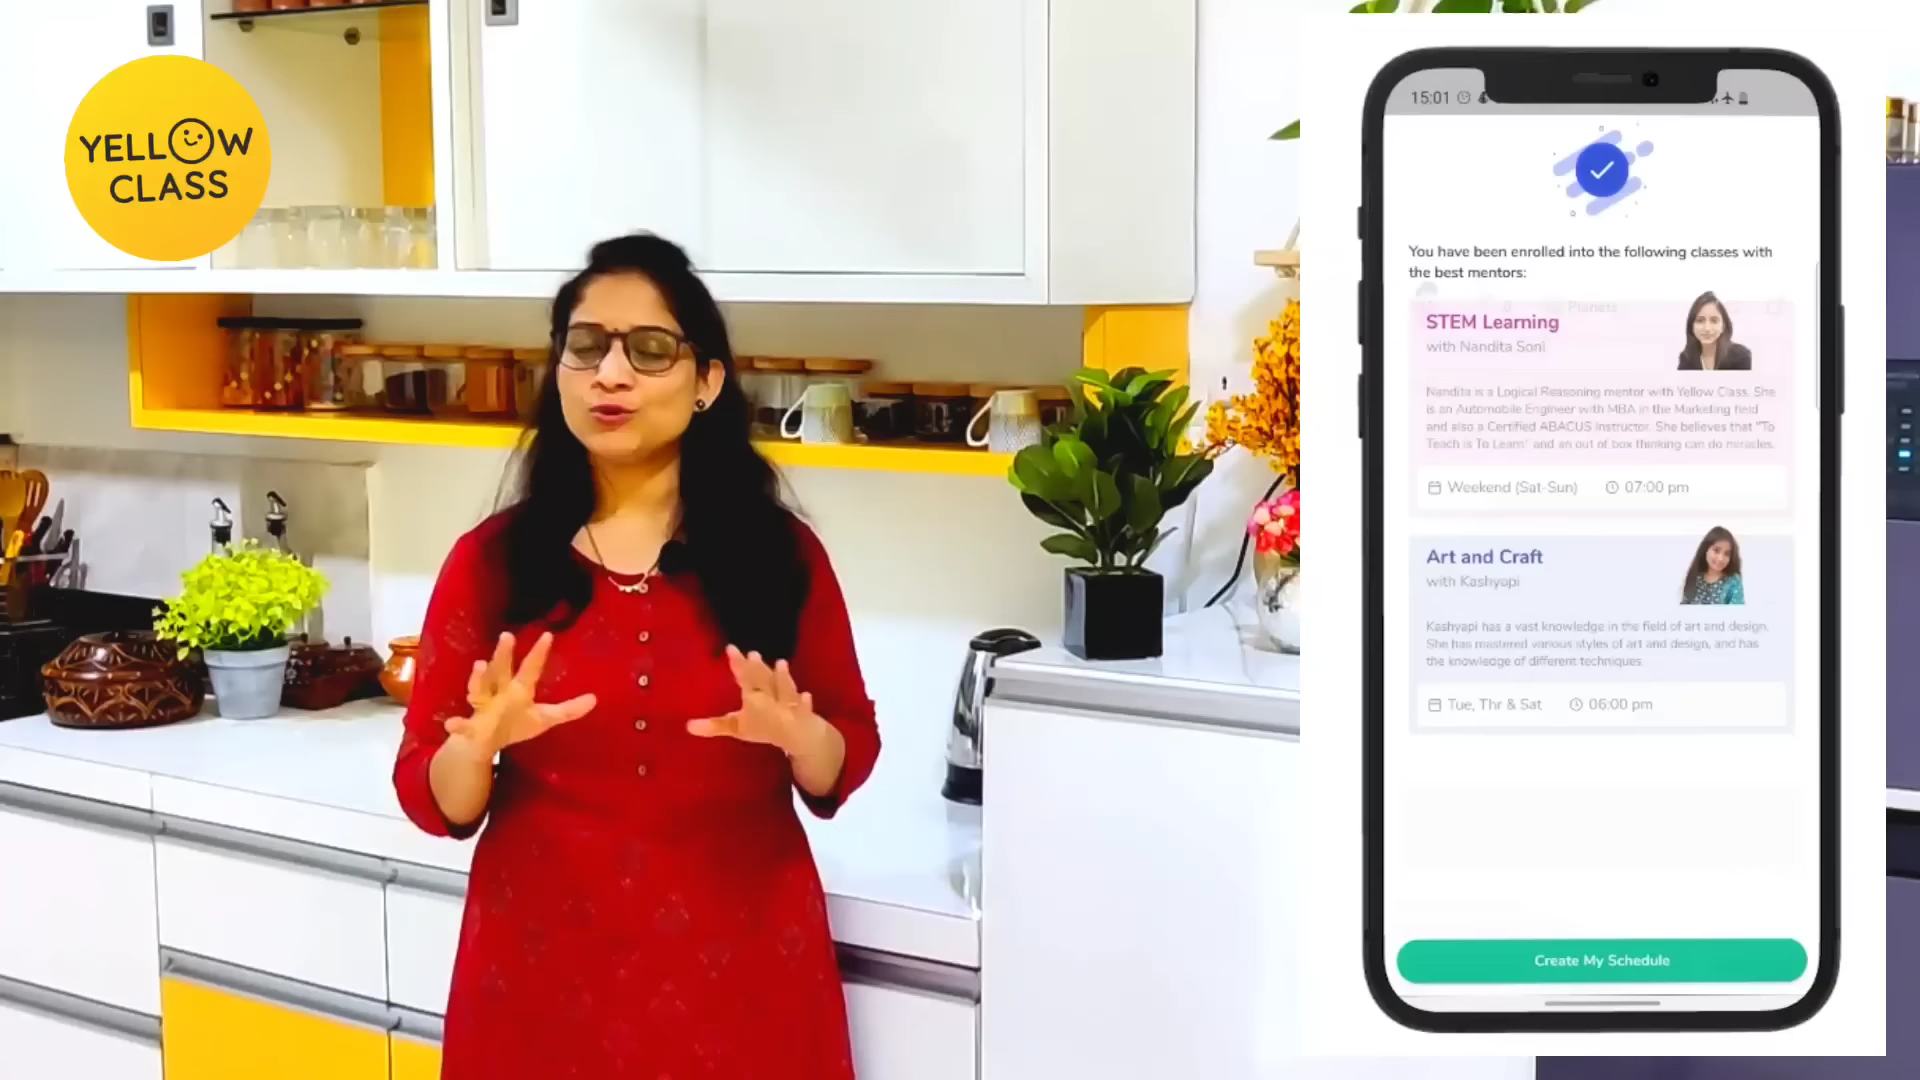 YELLOW
CLASS
15:01
You have been enrolled into the following classes with
the best mentors:
Planets
STEM Learning
with Nandita Soni
Nandita is a Logical Reasoning mentor with Yellow Class. She
is an Automobile Engineer with MBA in the Marketing field
and also a Certified ABACUS Instructor. She believes that "To
Teach is To Learn" and an out of box thinking can do miracles.
Weekend (Sat-Sun) 07:00 pm
Art and Craft
with Kashyapi
Kashyapi has a vast knowledge in the field of art and design.
She has mastered various styles of art and design, and has
the knowledge of different techniques.
Tue, Thr & Sat 06:00 pm
Create My Schedule